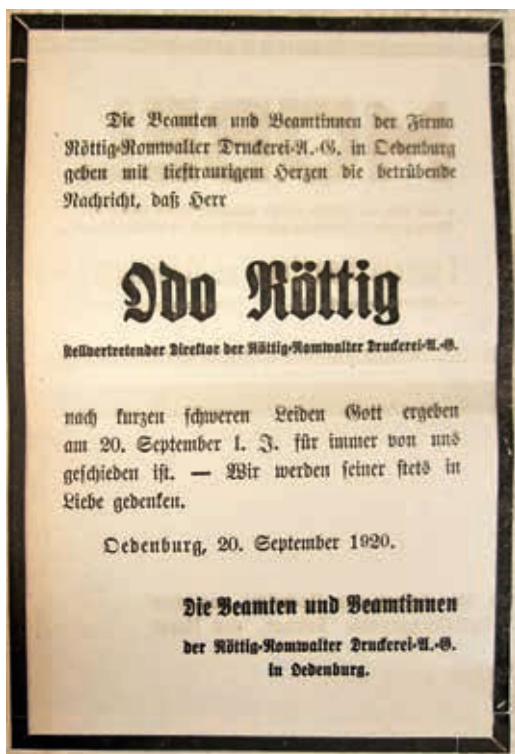 Die Beamten und Beamtinnen der Firma
Röttig-Romwalter Druckerei-A.-G. in Oedenburg
geben mit tieftraurigem Herzen die betrübende
Nachricht, daß Herr
Odo Röttig
stellvertretender Direktor der Röttig-Romwalter Druckerei-A.-G.
nach kurzen schweren Leiden Gott ergeben
am 20. September l. J. für immer von uns
geschieden ist. — Wir werden seiner stets in
Liebe gedenken.
Oedenburg, 20. September 1920.
Die Beamten und Beamtinnen
der Röttig-Romwalter Druckerei-A.-G.
in Oedenburg.